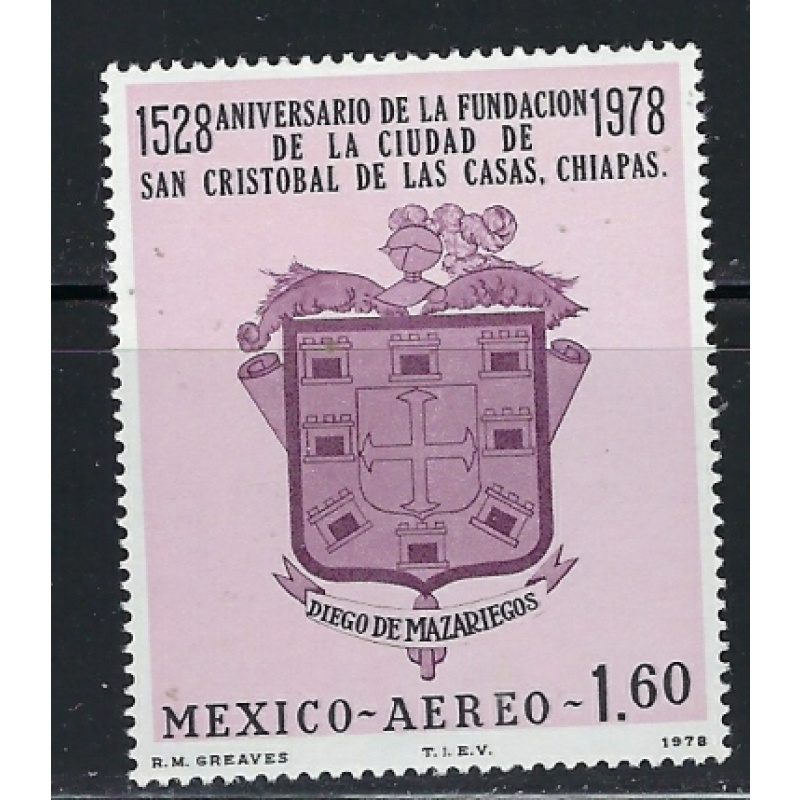 1528 ANIVERSARIO DE LA FUNDACION 1978
DE LA CIUDAD DE
SAN CRISTOBAL DE LAS CASAS, CHIAPAS.
DIEGO DE MAZARIEGOS
MEXICO-AEREO-1.60
R.M. GREAVES T.I.E.V. 1978